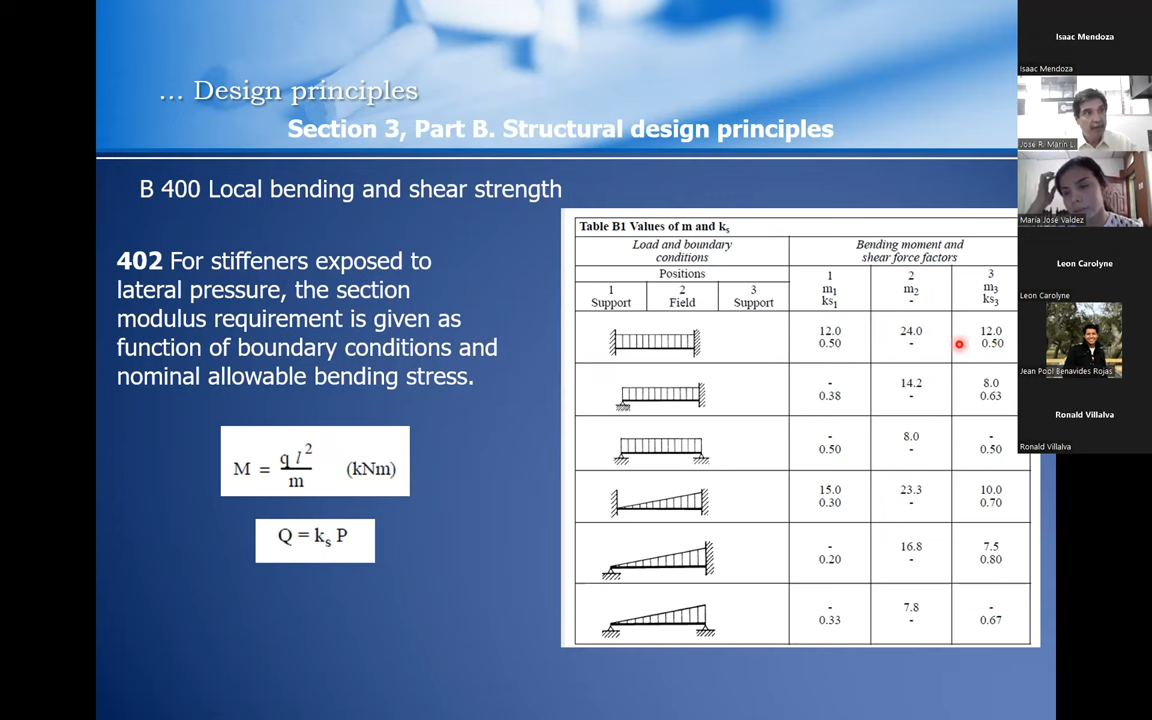 ... Design principles
Section 3, Part B. Structural design principles
B 400 Local bending and shear strength
402 For stiffeners exposed to
lateral pressure, the section
modulus requirement is given as
function of boundary conditions and
nominal allowable bending stress.
M = q l² / m (kNm)
Q = kₛ P
Table B1 Values of m and kₛ
Load and boundary
conditions
Bending moment and
shear force factors
Positions
1 2 3
Support Field Support
1 2 3
m₁ m₂ m₃
ks₁ - ks₃
12.0 24.0 12.0
0.50 - 0.50
- 14.2 8.0
0.38 - 0.63
- 8.0 -
0.50 - 0.50
15.0 23.3 10.0
0.30 - 0.70
- 16.8 7.5
0.20 - 0.80
- 7.8 -
0.33 - 0.67
Isaac Mendoza
Isaac Mendoza
José R. Marín L.
María José Valdez
Leon Carolyne
Leon Carolyne
Jean Pool Benavides Rojas
Ronald Villalva
Ronald Villalva